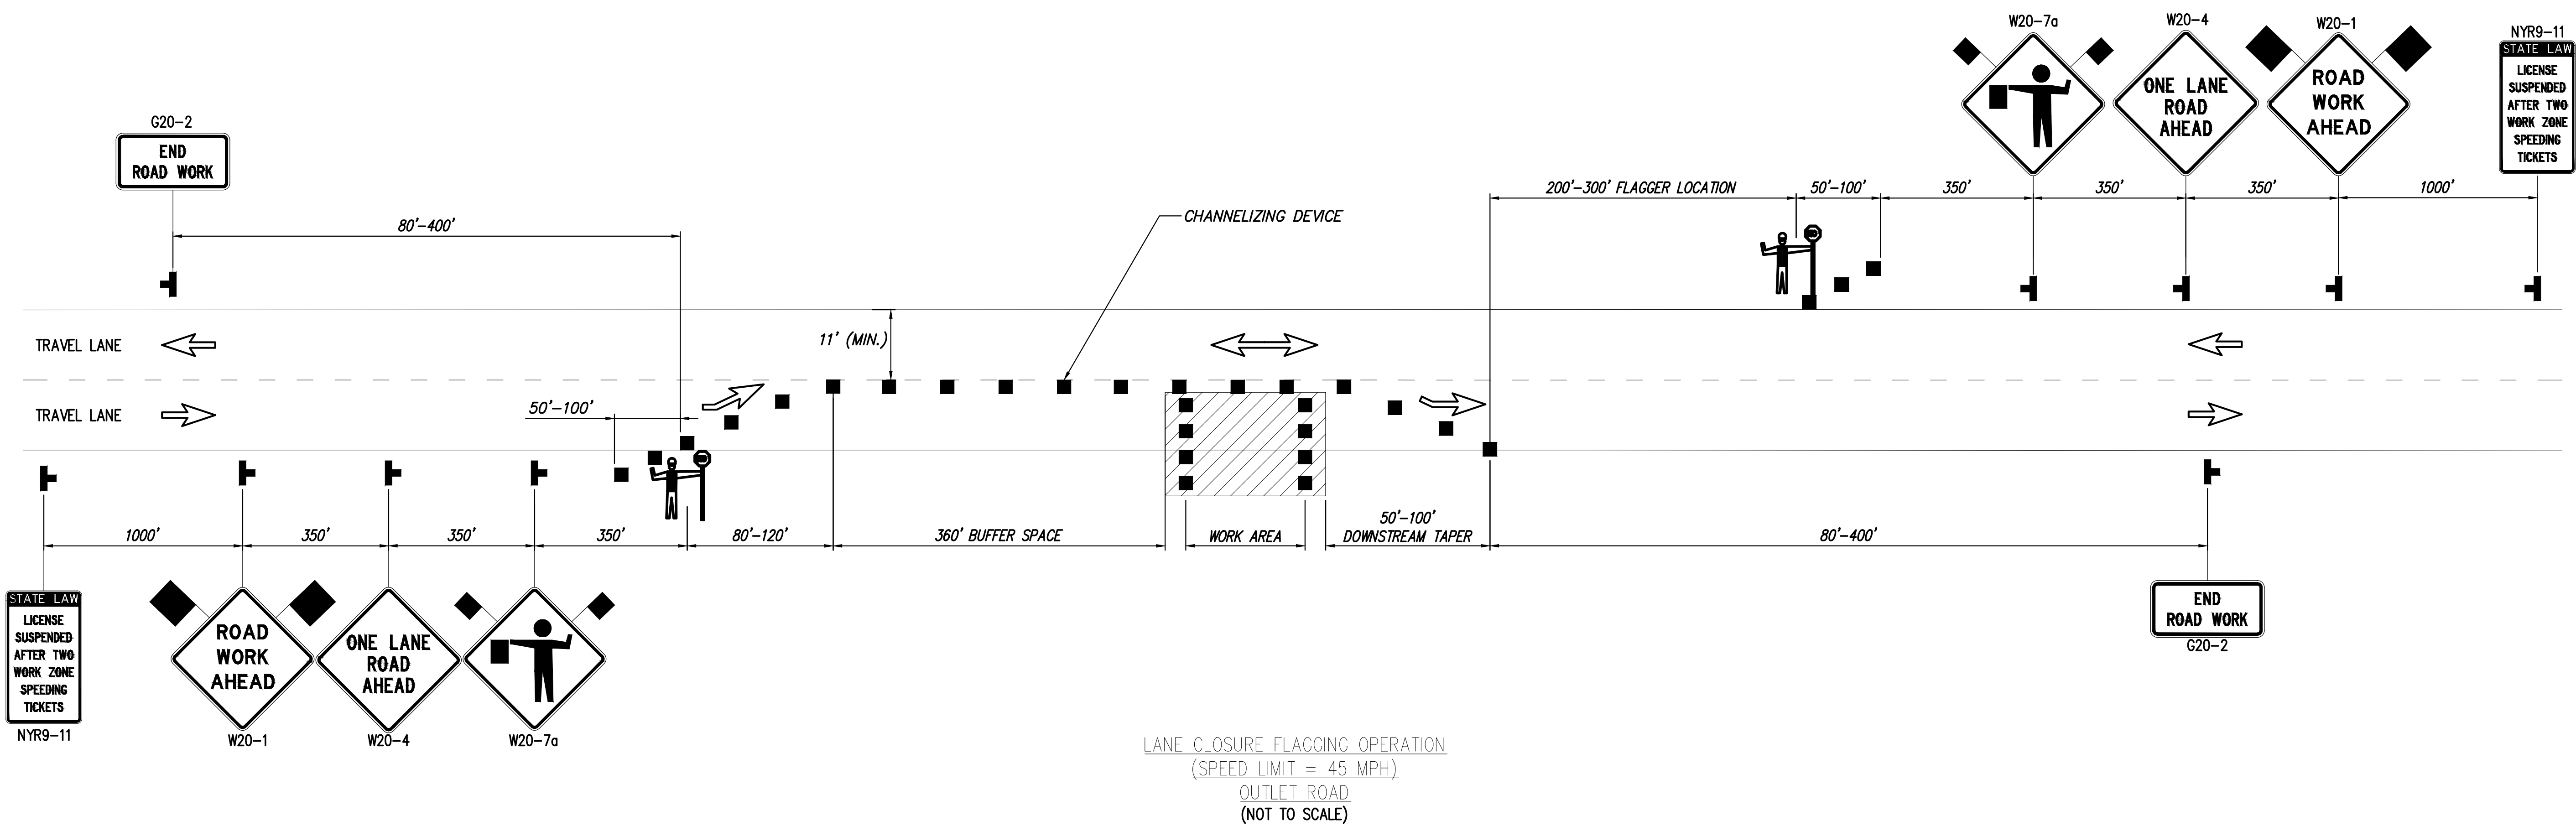 W20-7a
W20-4
W20-1
NYR9-11
STATE LAW
LICENSE
SUSPENDED
AFTER TWO
WORK ZONE
SPEEDING
TICKETS
ONE LANE
ROAD
AHEAD
ROAD
WORK
AHEAD
G20-2
END
ROAD WORK
200'-300' FLAGGER LOCATION
50'-100'
350'
350'
350'
1000'
80'-400'
CHANNELIZING DEVICE
11' (MIN.)
TRAVEL LANE
TRAVEL LANE
50'-100'
1000'
350'
350'
350'
80'-120'
360' BUFFER SPACE
WORK AREA
50'-100'
DOWNSTREAM TAPER
80'-400'
STATE LAW
LICENSE
SUSPENDED
AFTER TWO
WORK ZONE
SPEEDING
TICKETS
NYR9-11
ROAD
WORK
AHEAD
W20-1
ONE LANE
ROAD
AHEAD
W20-4
W20-7a
END
ROAD WORK
G20-2
LANE CLOSURE FLAGGING OPERATION
(SPEED LIMIT = 45 MPH)
OUTLET ROAD
(NOT TO SCALE)